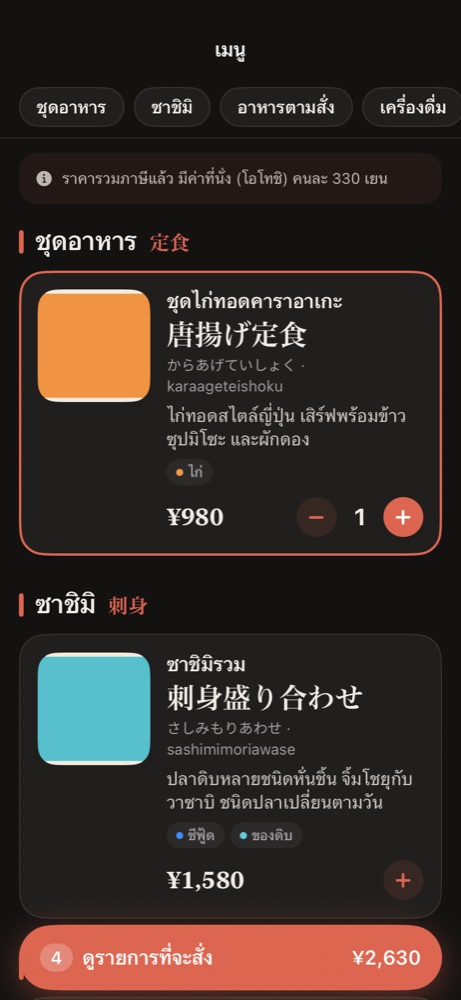 เมนู
ชุดอาหาร
ซาชิมิ
อาหารตามสั่ง
เครื่องดื่ม
ราคารวมภาษีแล้ว มีค่าที่นั่ง (โอโทชิ) คนละ 330 เยน
ชุดอาหาร 定食
ชุดไก่ทอดคาราอาเกะ
唐揚げ定食
からあげていしょく ·
karaageteishoku
ไก่ทอดสไตล์ญี่ปุ่น เสิร์ฟพร้อมข้าว
ซุปมิโซะ และผักดอง
ไก่
¥980 − 1 +
ซาชิมิ 刺身
ซาชิมิรวม
刺身盛り合わせ
さしみもりあわせ ·
sashimimoriawase
ปลาดิบหลายชนิดหั่นชิ้น จิ้มโชยุกับ
วาซาบิ ชนิดปลาเปลี่ยนตามวัน
ซีฟู้ด ของดิบ
¥1,580 +
4 ดูรายการที่จะสั่ง ¥2,630